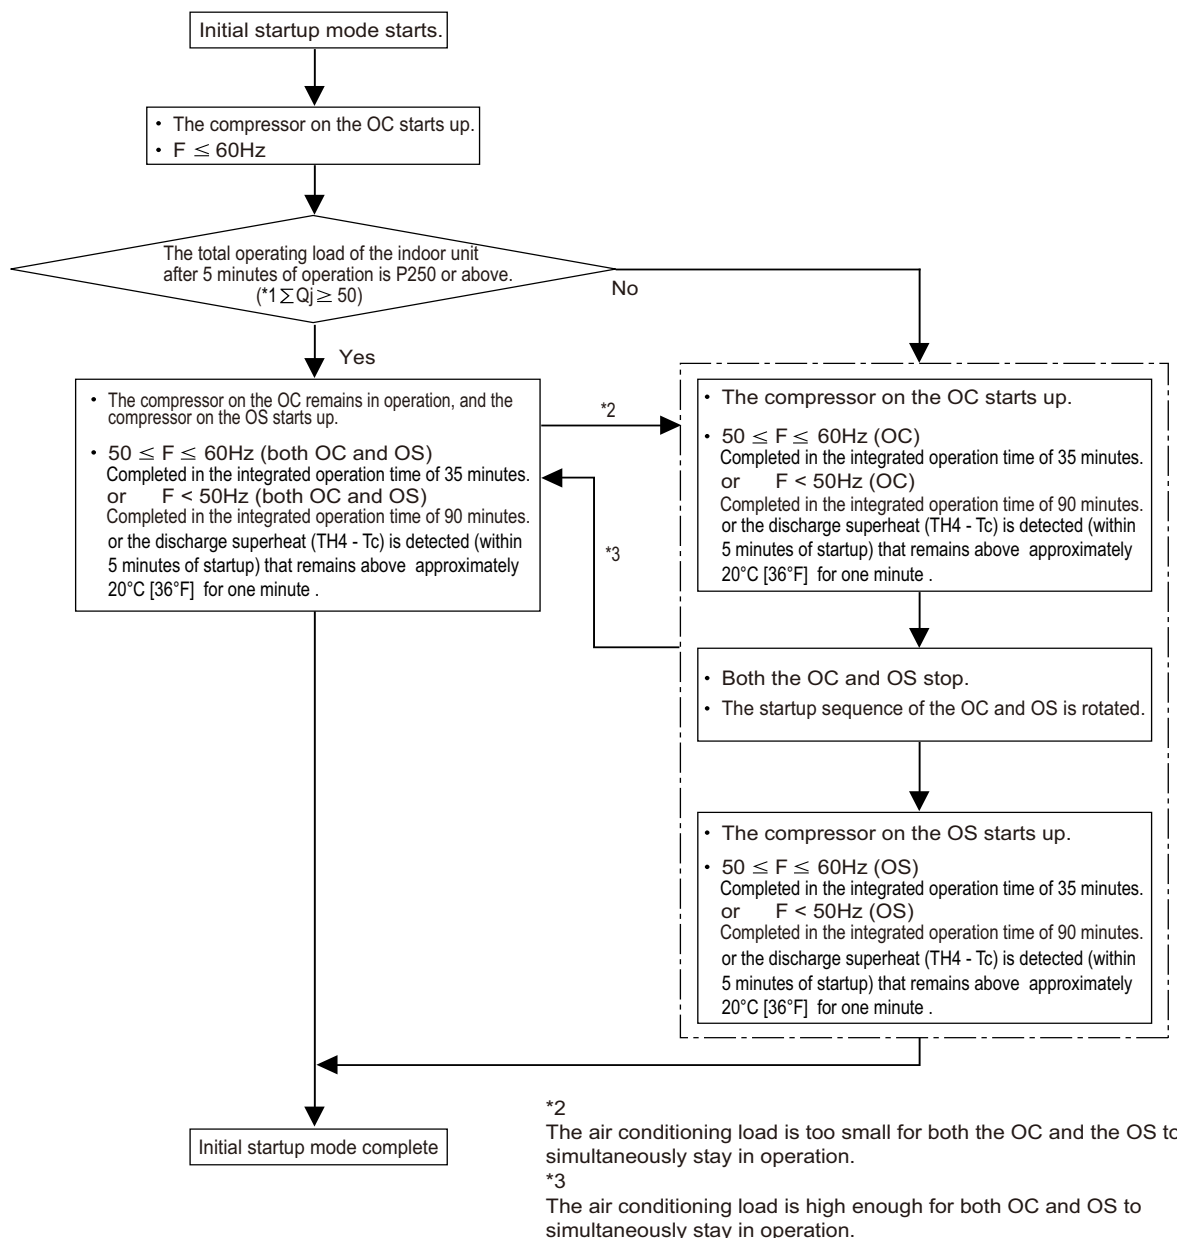 Initial startup mode starts.
・ The compressor on the OC starts up.
・ F ≤ 60Hz
The total operating load of the indoor unit
after 5 minutes of operation is P250 or above.
(*1∑Qj ≥ 50)
No
Yes
・ The compressor on the OC remains in operation, and the
compressor on the OS starts up.
・ 50 ≤ F ≤ 60Hz (both OC and OS)
Completed in the integrated operation time of 35 minutes.
or F < 50Hz (both OC and OS)
Completed in the integrated operation time of 90 minutes.
or the discharge superheat (TH4 - Tc) is detected (within
5 minutes of startup) that remains above approximately
20°C [36°F] for one minute .
*2
*3
・ The compressor on the OC starts up.
・ 50 ≤ F ≤ 60Hz (OC)
Completed in the integrated operation time of 35 minutes.
or F < 50Hz (OC)
Completed in the integrated operation time of 90 minutes.
or the discharge superheat (TH4 - Tc) is detected (within
5 minutes of startup) that remains above approximately
20°C [36°F] for one minute .
・ Both the OC and OS stop.
・ The startup sequence of the OC and OS is rotated.
・ The compressor on the OS starts up.
・ 50 ≤ F ≤ 60Hz (OS)
Completed in the integrated operation time of 35 minutes.
or F < 50Hz (OS)
Completed in the integrated operation time of 90 minutes.
or the discharge superheat (TH4 - Tc) is detected (within
5 minutes of startup) that remains above approximately
20°C [36°F] for one minute .
Initial startup mode complete
*2
The air conditioning load is too small for both the OC and the OS to
simultaneously stay in operation.
*3
The air conditioning load is high enough for both OC and OS to
simultaneously stay in operation.